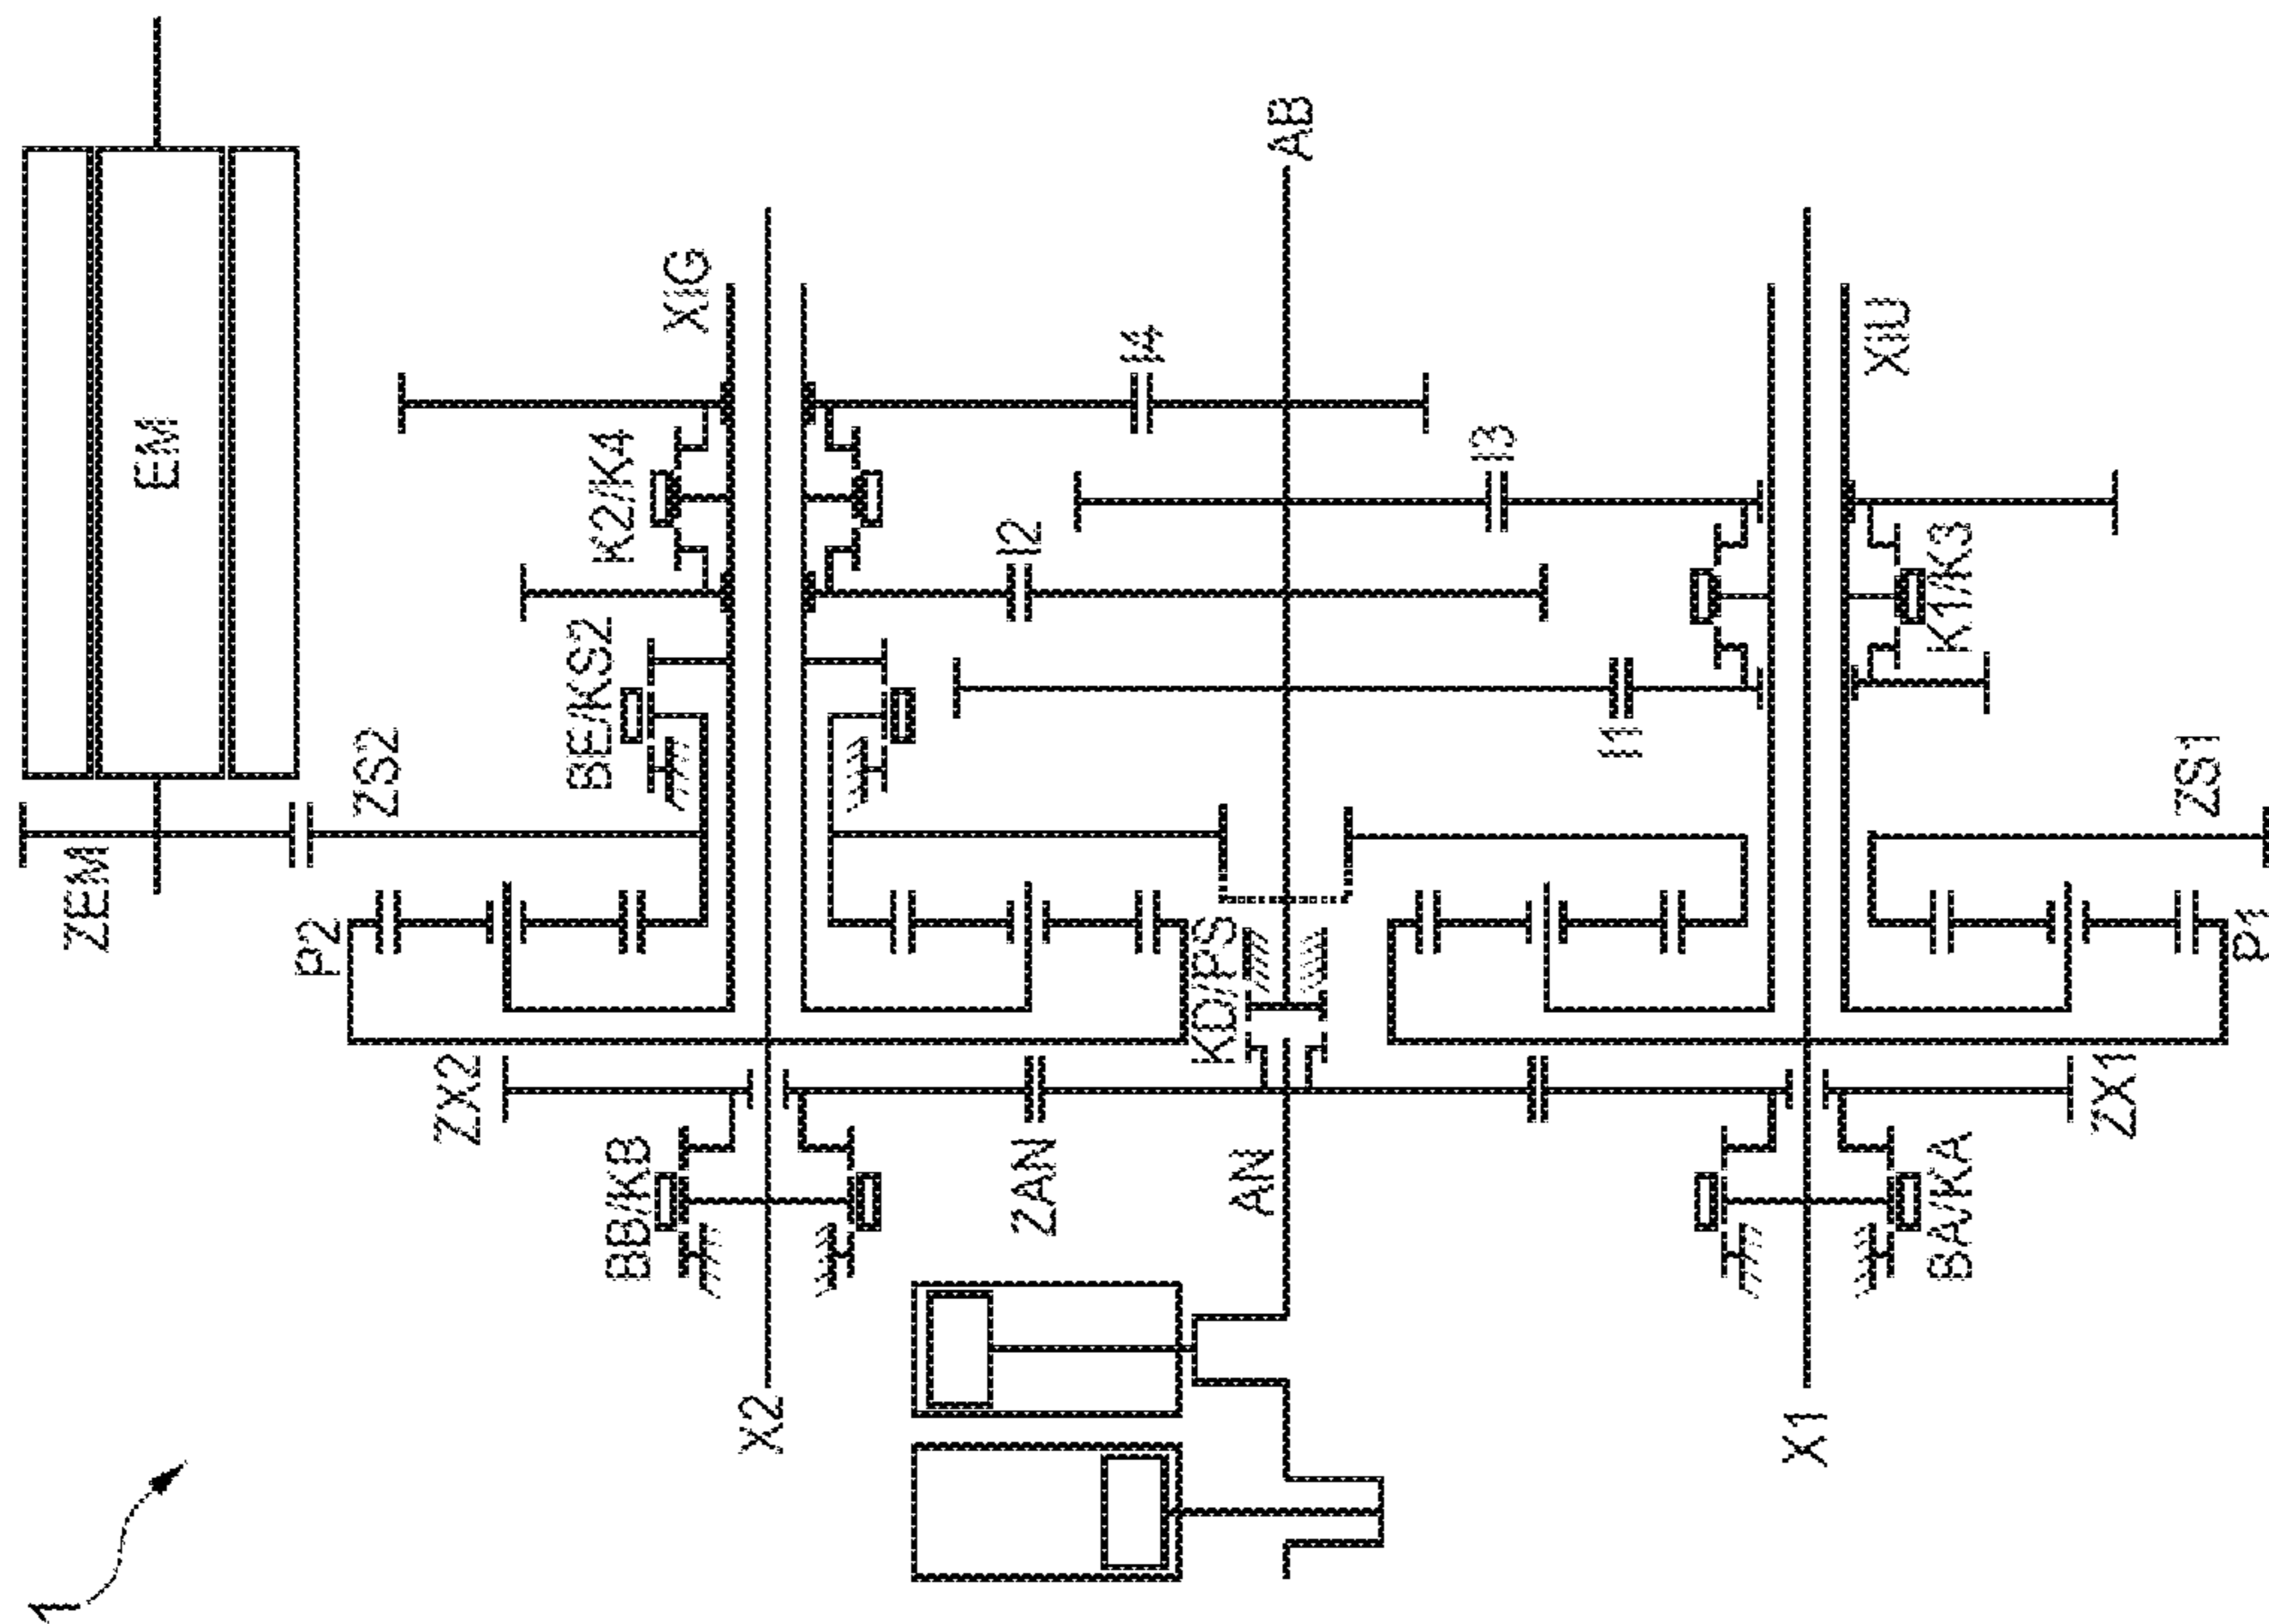 1
ZEM
EM
ZS2
P2
ZX2
BB/KB
X2
BE/KS2
K2/K4
XIG
I2
I4
ZAN
AN
KD/PS
AB
I1
I3
X1
BA/KA
ZX1
P1
ZS1
K1/K3
XIU